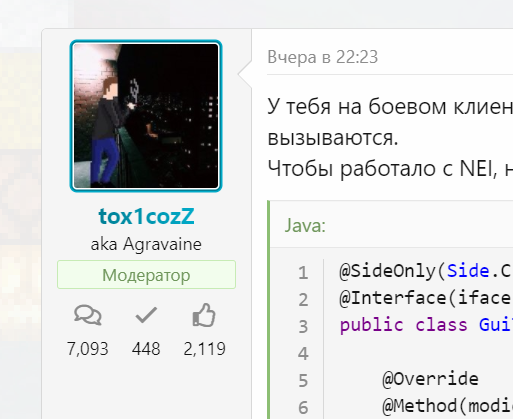 tox1cozZ
aka Agravaine
Модератор
7,093 448 2,119
Вчера в 22:23
У тебя на боевом клиен
вызываются.
Чтобы работало с NEI, н
Java:
1 @SideOnly(Side.C
2 @Interface(iface
3 public class Gui
4
5 @Override
6 @Method(modi